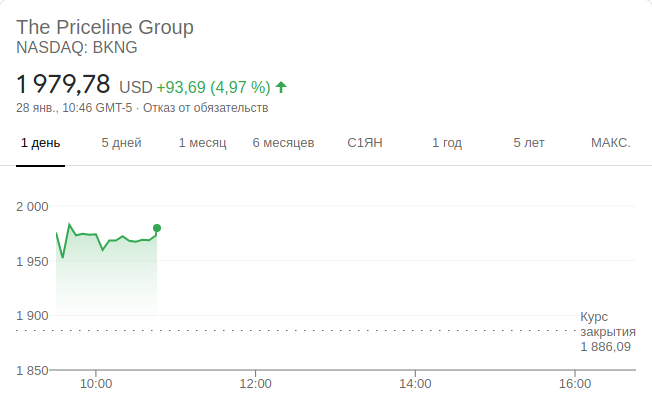 The Priceline Group
NASDAQ: BKNG
1 979,78 USD +93,69 (4,97 %)
28 янв., 10:46 GMT-5 · Отказ от обязательств
1 день 5 дней 1 месяц 6 месяцев С1ЯН 1 год 5 лет МАКС.
2 000
1 950
1 900
Курс
закрытия
1 886,09
1 850
10:00 12:00 14:00 16:00